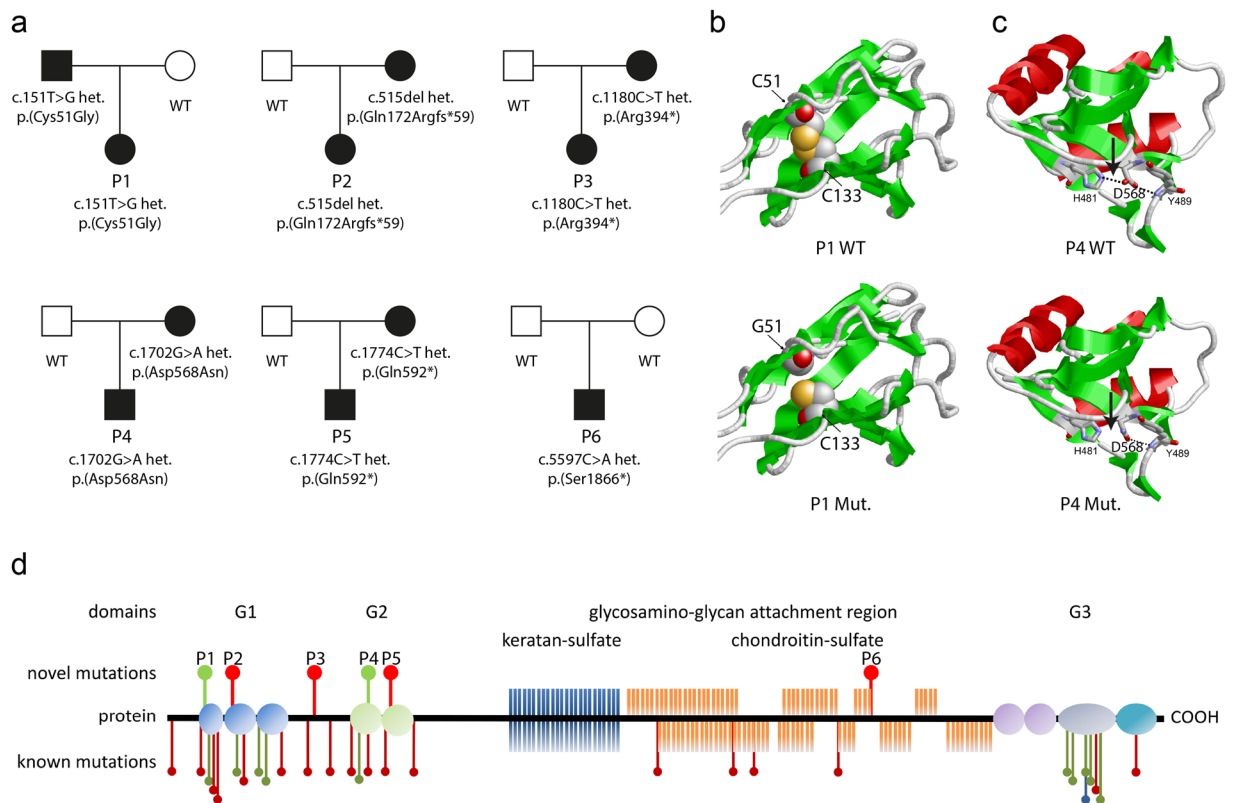 a
c.151T>G het.
p.(Cys51Gly)
WT
P1
c.151T>G het.
p.(Cys51Gly)
WT
c.515del het.
p.(Gln172Argfs*59)
P2
c.515del het.
p.(Gln172Argfs*59)
WT
c.1180C>T het.
p.(Arg394*)
P3
c.1180C>T het.
p.(Arg394*)
WT
c.1702G>A het.
p.(Asp568Asn)
P4
c.1702G>A het.
p.(Asp568Asn)
WT
c.1774C>T het.
p.(Gln592*)
P5
c.1774C>T het.
p.(Gln592*)
WT
WT
P6
c.5597C>A het.
p.(Ser1866*)
b
C51
C133
P1 WT
G51
C133
P1 Mut.
c
H481
D568
Y489
P4 WT
H481
D568
Y489
P4 Mut.
d
domains
G1
G2
glycosamino-glycan attachment region
G3
keratan-sulfate
chondroitin-sulfate
novel mutations
P1
P2
P3
P4
P5
P6
protein
COOH
known mutations